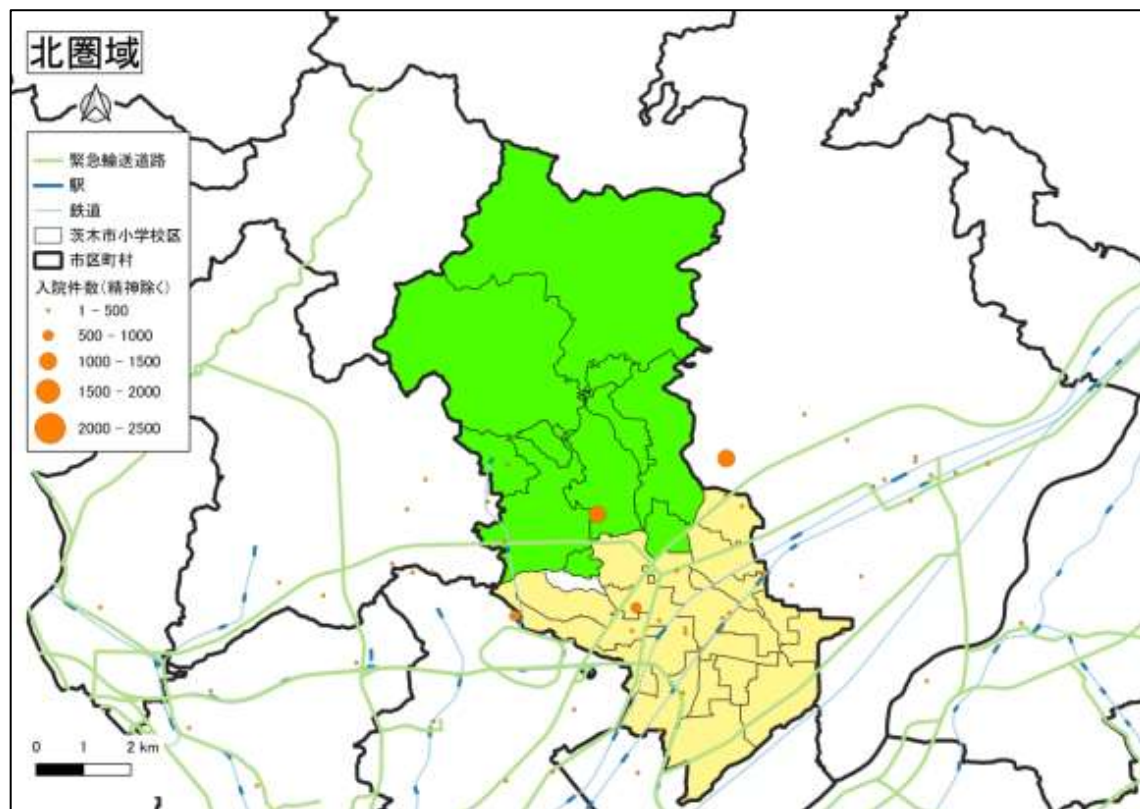 北圏域
緊急輸送道路
駅
鉄道
茨木市小学校区
市区町村
入院件数(精神除く)
1 - 500
500 - 1000
1000 - 1500
1500 - 2000
2000 - 2500
0 1 2 km